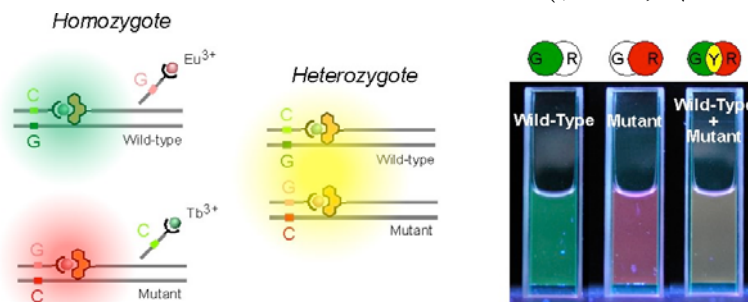 Homozygote
Eu3+
G
C
G
Wild-type
Tb3+
C
G
C
Mutant
Heterozygote
C
G
Wild-type
G
C
Mutant
G R
G R
G Y R
Wild-Type
Mutant
Wild-Type
+
Mutant